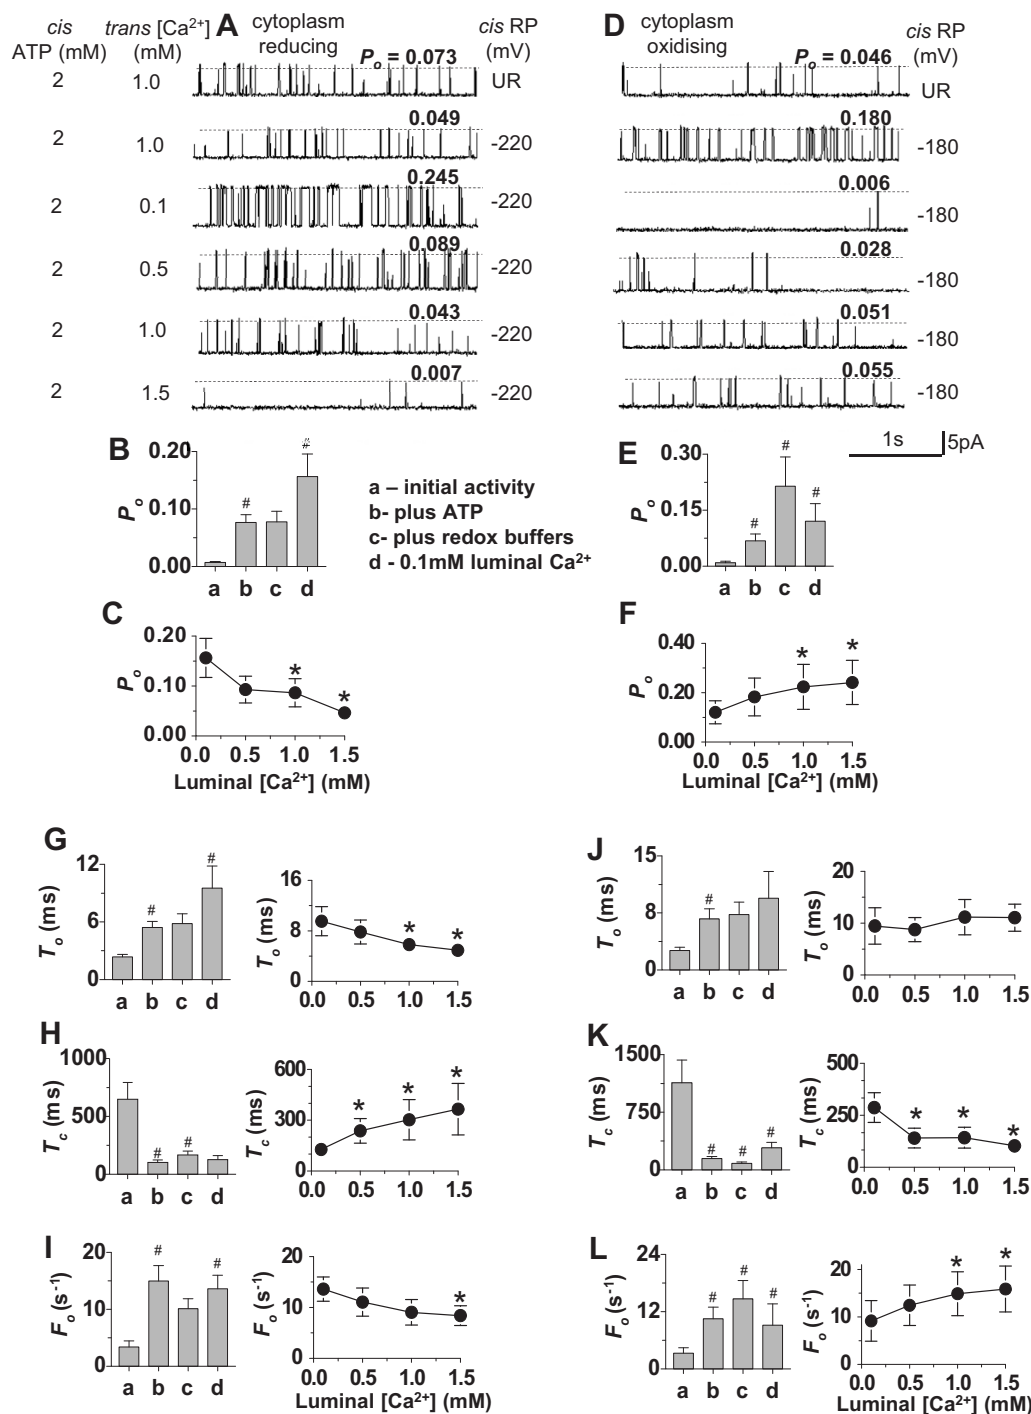 cis
ATP (mM)
trans [Ca²⁺]
(mM)
A
cytoplasm
reducing
Pₒ = 0.073
2
1.0
UR
0.049
2
1.0
-220
0.245
2
0.1
-220
0.089
2
0.5
-220
0.043
2
1.0
-220
0.007
2
1.5
-220
D
cytoplasm
oxidising
cis RP
(mV)
Pₒ = 0.046
UR
0.180
-180
0.006
-180
0.028
-180
0.051
-180
0.055
-180
1s
5pA
B
0.20
0.10
0.00
Pₒ
#
#
a b c d
a – initial activity
b- plus ATP
c- plus redox buffers
d - 0.1mM luminal Ca²⁺
E
0.30
0.15
0.00
Pₒ
#
#
#
a b c d
C
0.20
0.10
0.00
Pₒ
*
*
0.0 0.5 1.0 1.5
Luminal [Ca²⁺] (mM)
F
0.40
0.20
0.00
Pₒ
*
*
0.0 0.5 1.0 1.5
Luminal [Ca²⁺] (mM)
G
12
6
0
Tₒ (ms)
#
#
a b c d
16
8
0
Tₒ (ms)
* *
0.0 0.5 1.0 1.5
J
15
8
0
Tₒ (ms)
#
a b c d
20
10
0
Tₒ (ms)
0.0 0.5 1.0 1.5
H
1000
500
0
T꜀ (ms)
# #
a b c d
600
300
0
T꜀ (ms)
* * *
0.0 0.5 1.0 1.5
K
1500
750
0
T꜀ (ms)
# # #
a b c d
500
250
0
T꜀ (ms)
* * *
0.0 0.5 1.0 1.5
I
20
10
0
Fₒ (s⁻¹)
# #
a b c d
20
10
0
Fₒ (s⁻¹)
*
0.0 0.5 1.0 1.5
Luminal [Ca²⁺] (mM)
L
24
12
0
Fₒ (s⁻¹)
# # #
a b c d
20
10
0
Fₒ (s⁻¹)
* *
0.0 0.5 1.0 1.5
Luminal [Ca²⁺] (mM)